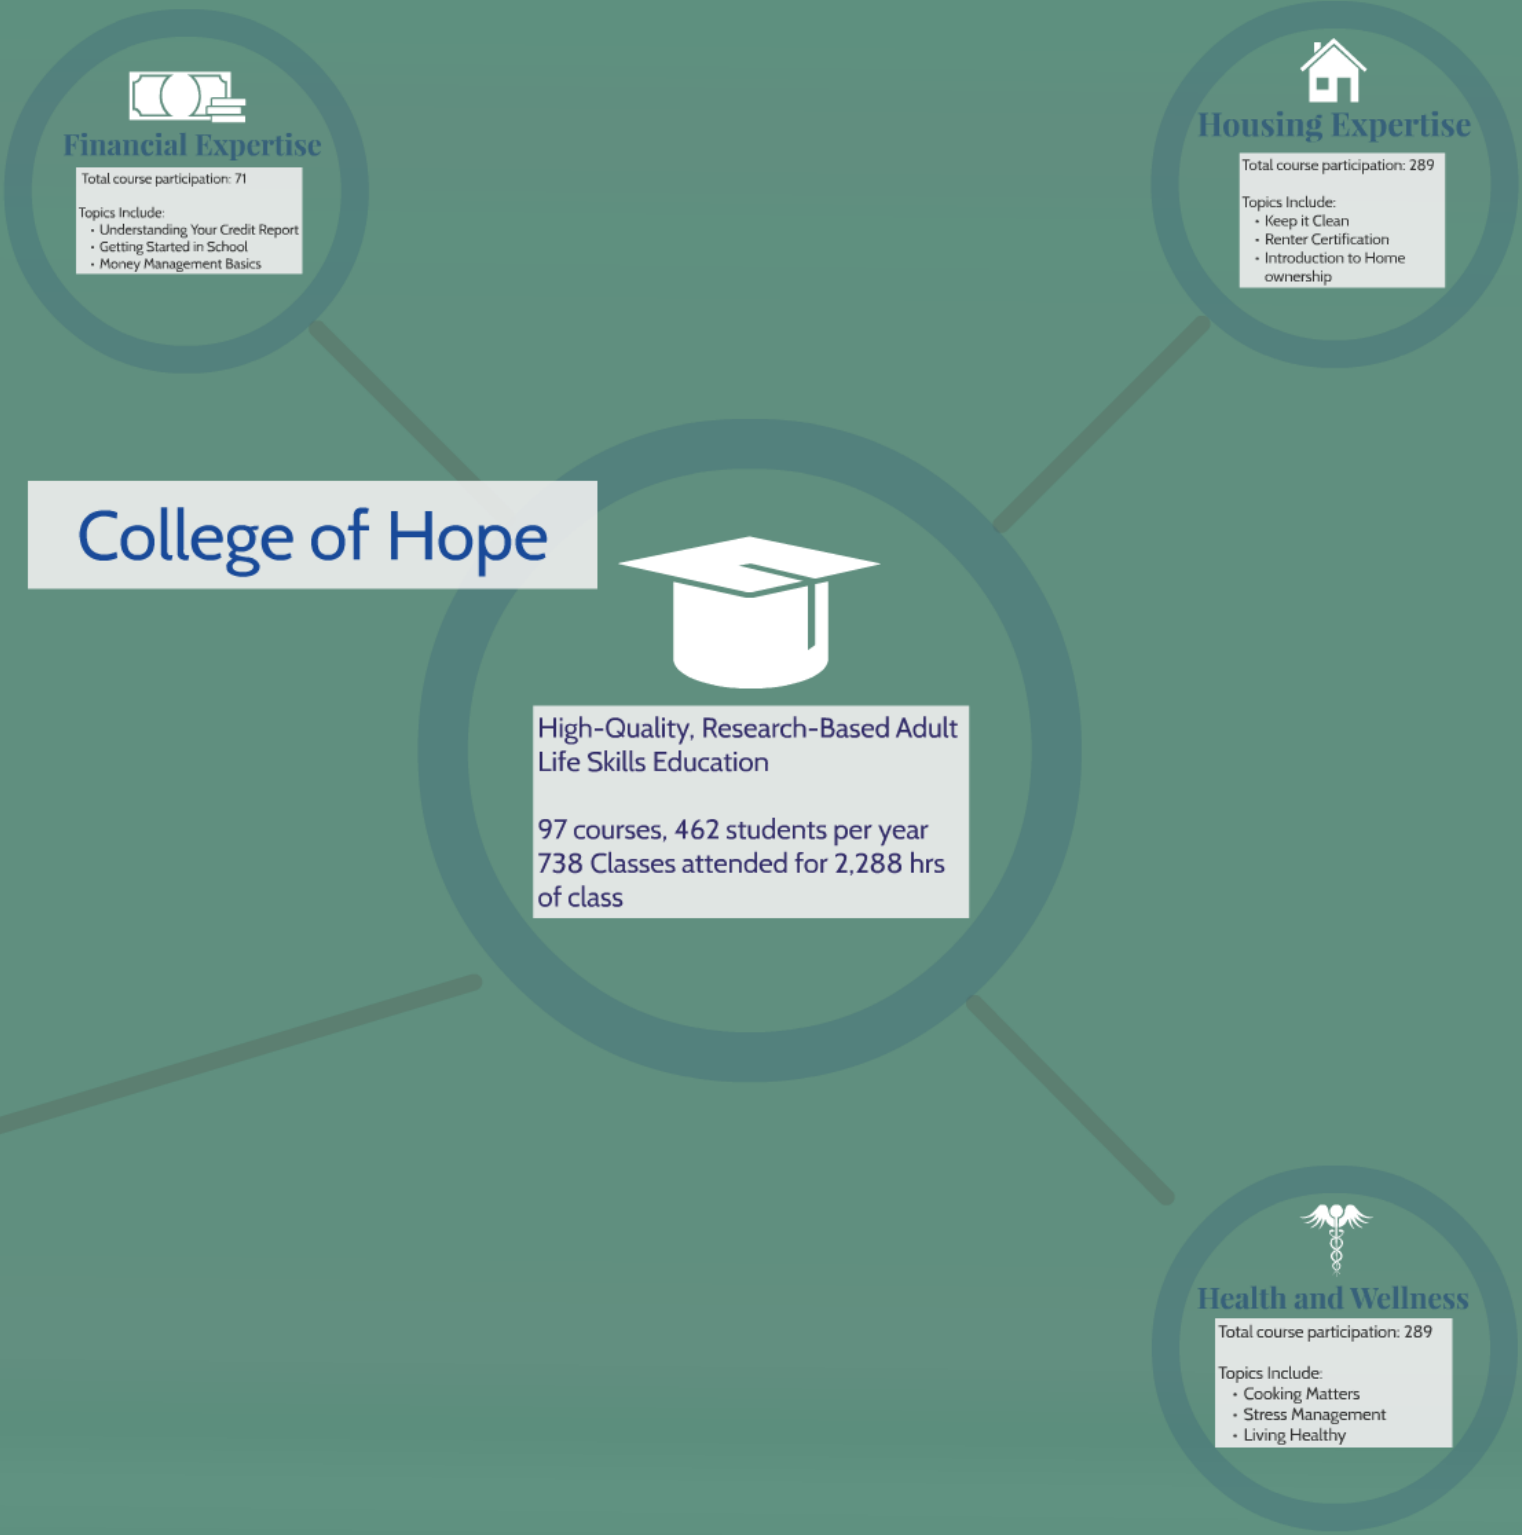 Financial Expertise
Total course participation: 71
Topics Include:
• Understanding Your Credit Report
• Getting Started in School
• Money Management Basics
Housing Expertise
Total course participation: 289
Topics Include:
• Keep it Clean
• Renter Certification
• Introduction to Home
ownership
College of Hope
High-Quality, Research-Based Adult
Life Skills Education
97 courses, 462 students per year
738 Classes attended for 2,288 hrs
of class
Health and Wellness
Total course participation: 289
Topics Include:
• Cooking Matters
• Stress Management
• Living Healthy